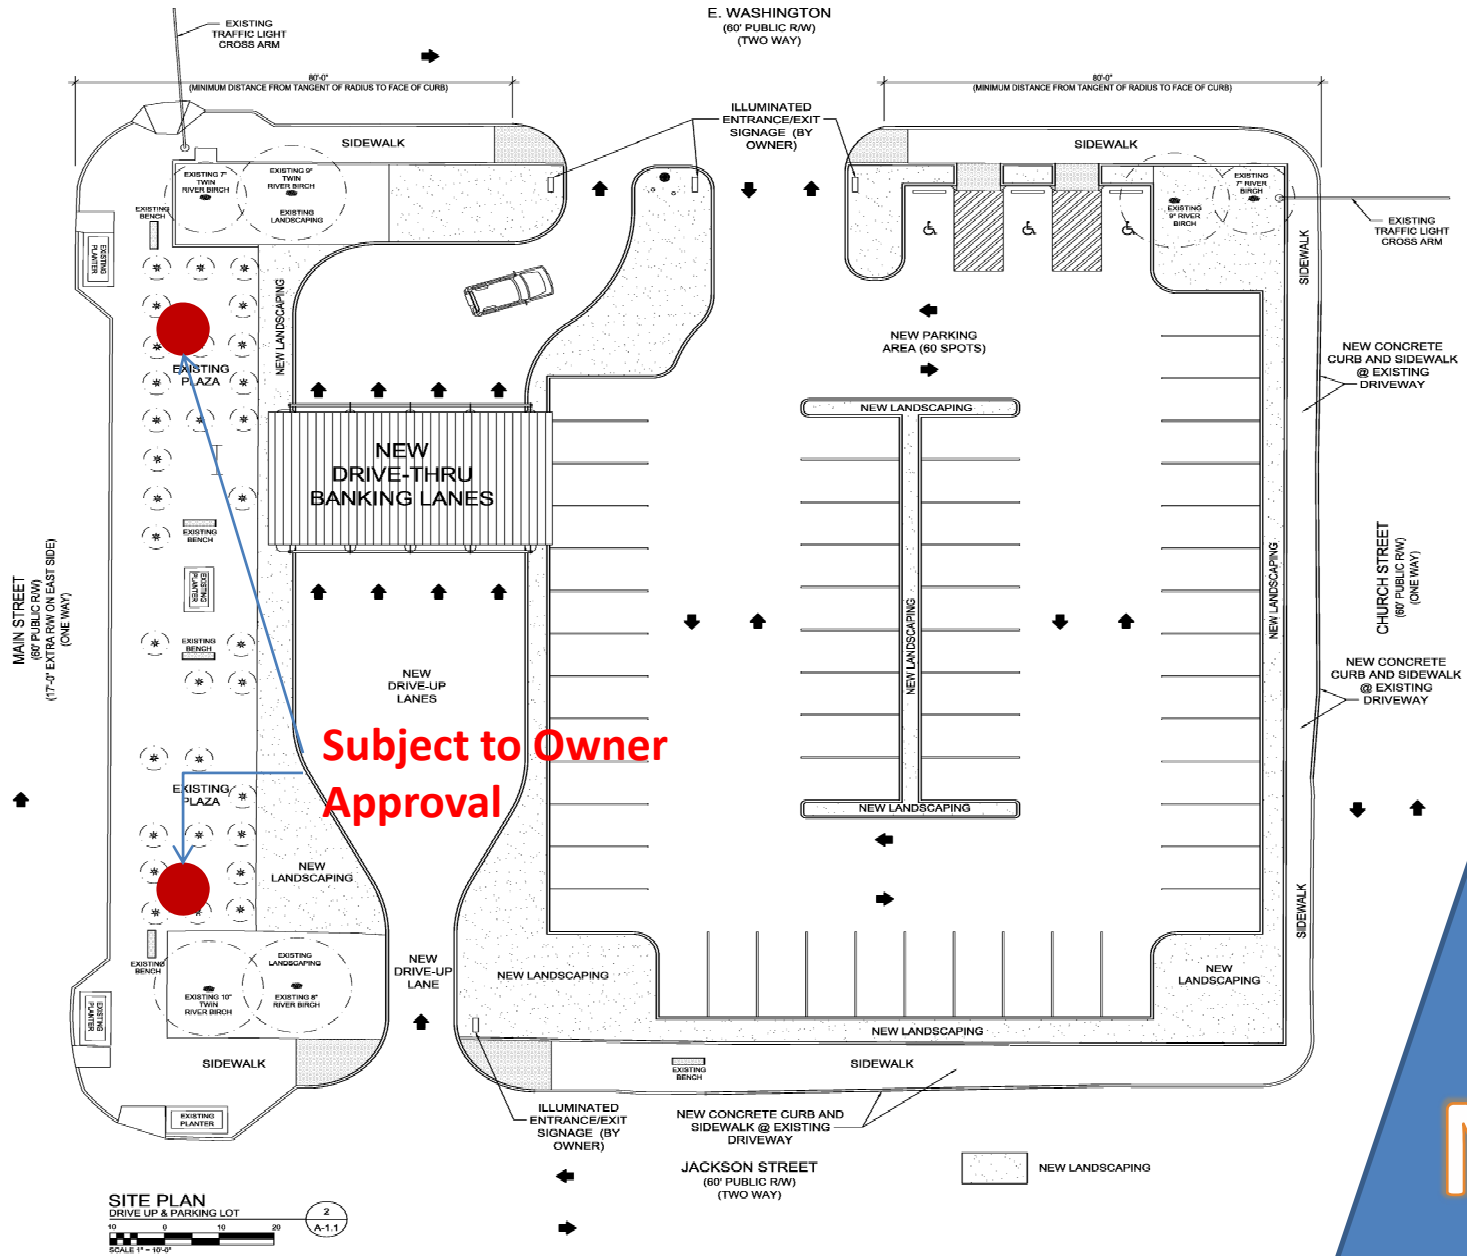 E. WASHINGTON
(60' PUBLIC R/W)
(TWO WAY)
EXISTING
TRAFFIC LIGHT
CROSS ARM
80'-0"
(MINIMUM DISTANCE FROM TANGENT OF RADIUS TO FACE OF CURB)
80'-0"
(MINIMUM DISTANCE FROM TANGENT OF RADIUS TO FACE OF CURB)
ILLUMINATED
ENTRANCE/EXIT
SIGNAGE (BY
OWNER)
SIDEWALK
SIDEWALK
EXISTING 7"
TWIN
RIVER BIRCH
EXISTING 9"
TWIN
RIVER BIRCH
EXISTING
LANDSCAPING
EXISTING
7" RIVER
BIRCH
EXISTING
9" RIVER
BIRCH
EXISTING
TRAFFIC LIGHT
CROSS ARM
EXISTING
BENCH
EXISTING
PLANTER
SIDEWALK
NEW LANDSCAPING
NEW PARKING
AREA (60 SPOTS)
NEW CONCRETE
CURB AND SIDEWALK
@ EXISTING
DRIVEWAY
EXISTING
PLAZA
NEW LANDSCAPING
NEW
DRIVE-THRU
BANKING LANES
EXISTING
BENCH
EXISTING
PLANTER
EXISTING
BENCH
MAIN STREET
(60' PUBLIC R/W)
(17'-0" EXTRA R/W ON EAST SIDE)
(ONE WAY)
NEW LANDSCAPING
NEW LANDSCAPING
CHURCH STREET
(60' PUBLIC R/W)
(ONE WAY)
NEW
DRIVE-UP
LANES
NEW CONCRETE
CURB AND SIDEWALK
@ EXISTING
DRIVEWAY
Subject to Owner
Approval
EXISTING
PLAZA
NEW LANDSCAPING
NEW
LANDSCAPING
SIDEWALK
EXISTING
BENCH
EXISTING
LANDSCAPING
EXISTING 10"
TWIN
RIVER BIRCH
EXISTING 8"
RIVER BIRCH
NEW
DRIVE-UP
LANE
NEW LANDSCAPING
NEW
LANDSCAPING
EXISTING
PLANTER
NEW LANDSCAPING
SIDEWALK
SIDEWALK
EXISTING
BENCH
EXISTING
PLANTER
ILLUMINATED
ENTRANCE/EXIT
SIGNAGE (BY
OWNER)
NEW CONCRETE CURB AND
SIDEWALK @ EXISTING
DRIVEWAY
JACKSON STREET
(60' PUBLIC R/W)
(TWO WAY)
NEW LANDSCAPING
SITE PLAN
DRIVE UP & PARKING LOT
2
A-1.1
10 0 10 20
SCALE 1" = 10'-0"